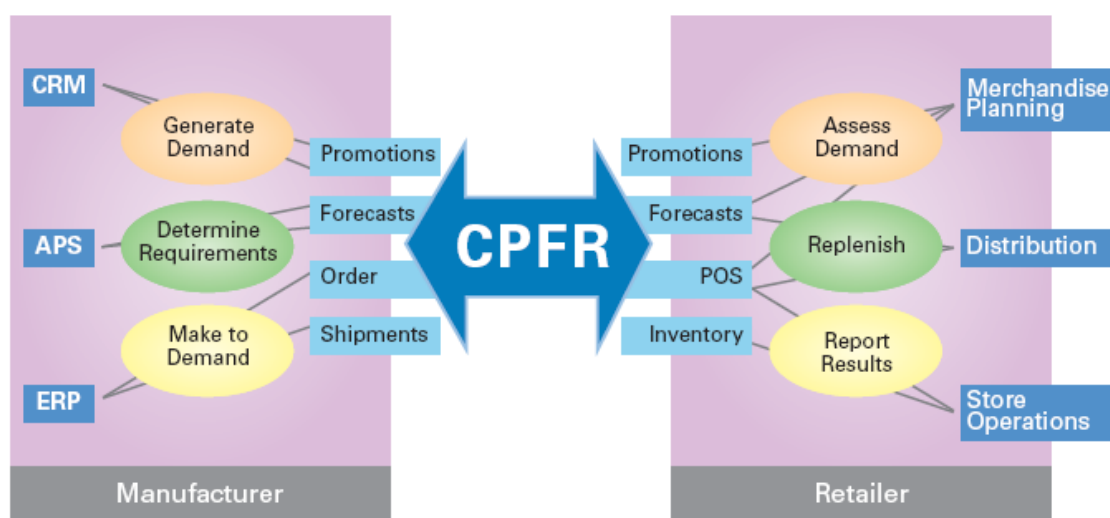 CRM
Generate
Demand
Promotions
APS
Determine
Requirements
Forecasts
Order
ERP
Make to
Demand
Shipments
Manufacturer
CPFR
Promotions
Assess
Demand
Merchandise
Planning
Forecasts
Replenish
Distribution
POS
Inventory
Report
Results
Store
Operations
Retailer